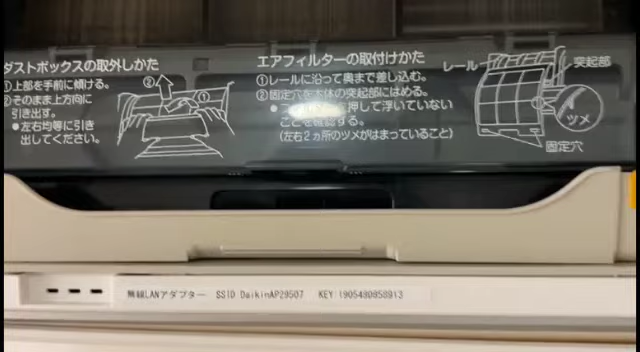 ダストボックスの取外しかた
①上部を手前に傾ける。
②そのまま上方向に
引き出す。
●左右均等に引き
出してください。
②
①
エアフィルターの取付けかた
①レールに沿って奥まで差し込む。
②固定穴を本体の突起部にはめる。
押して浮いていない
ことを確認する。
(左右2ヵ所のツメがはまっていること)
レール
突起部
ツメ
固定穴
無線LANアダプター SSID DaikinAP29507 KEY